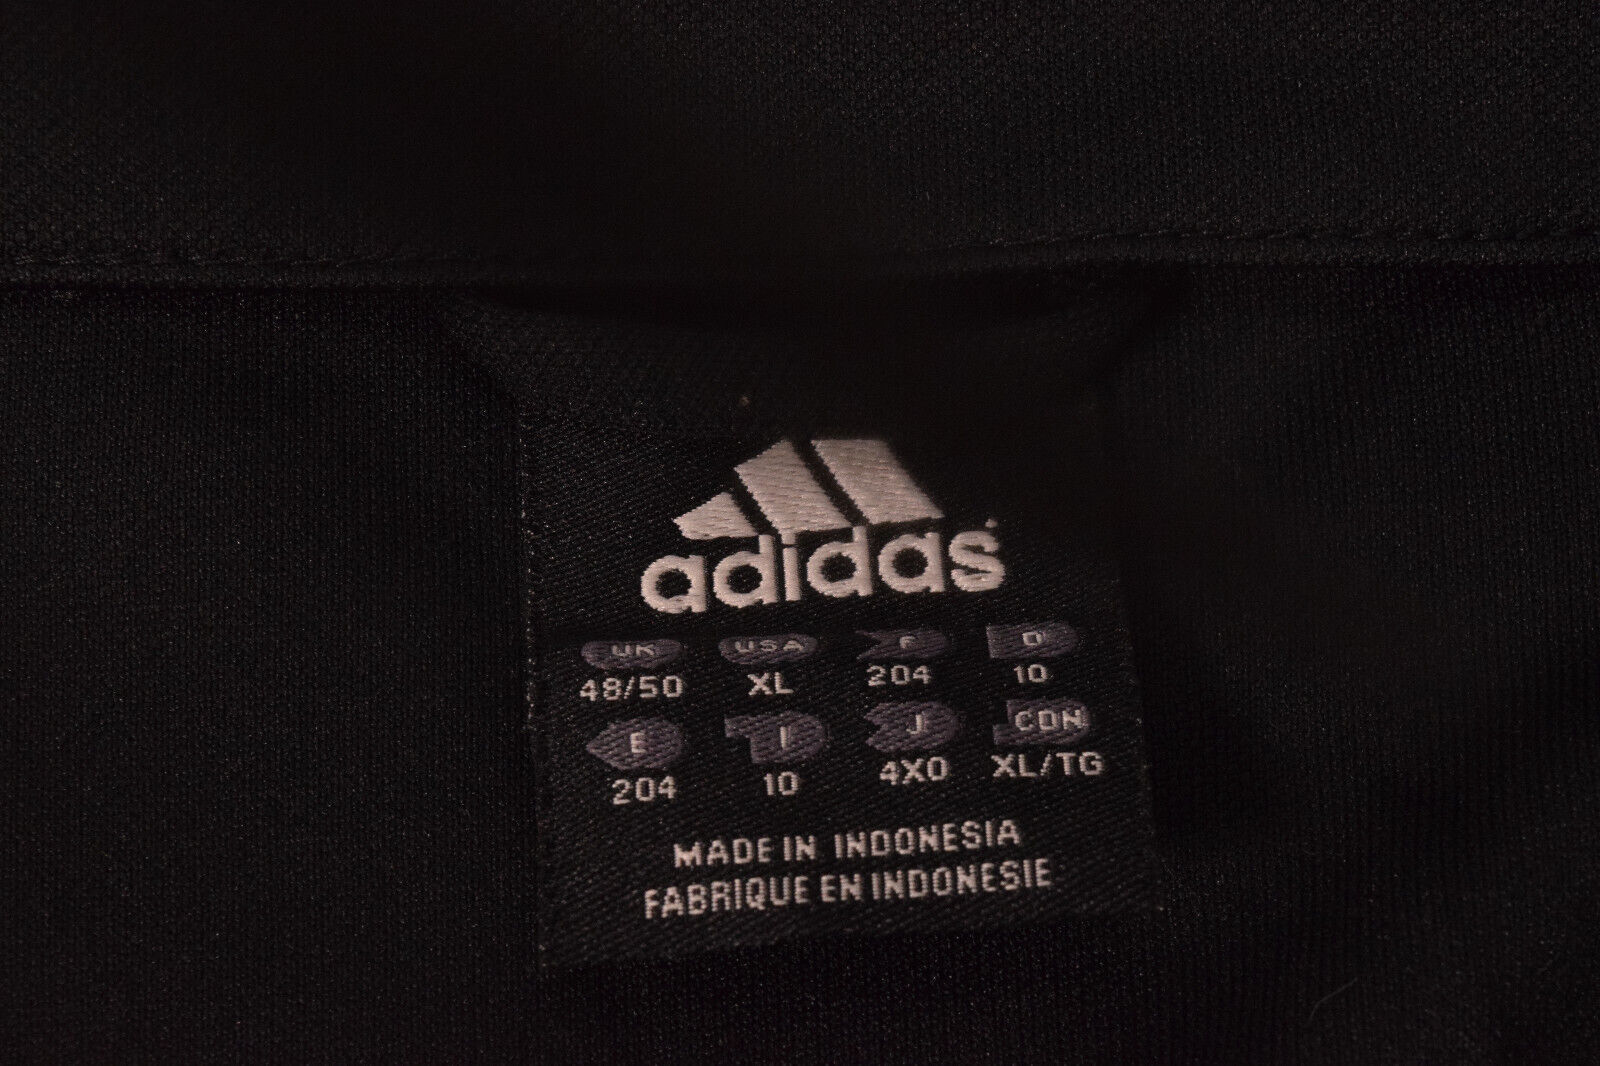 adidas
UK USA F D
48/50 XL 204 10
E I J CDN
204 10 4XO XL/TG
MADE IN INDONESIA
FABRIQUE EN INDONESIE